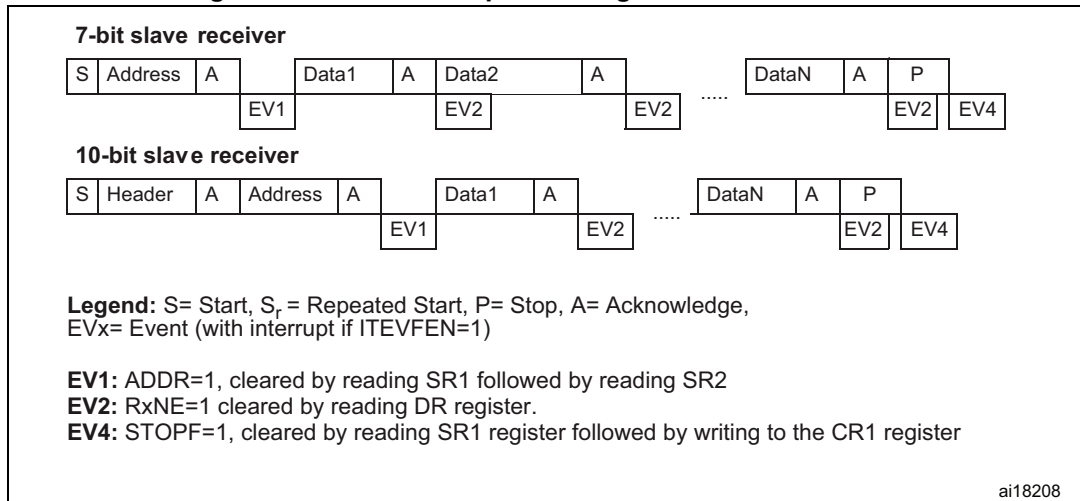 7-bit slave receiver
S Address A Data1 A Data2 A ..... DataN A P
EV1 EV2 EV2 EV2 EV4
10-bit slave receiver
S Header A Address A Data1 A ..... DataN A P
EV1 EV2 EV2 EV4
Legend: S= Start, Sr = Repeated Start, P= Stop, A= Acknowledge,
EVx= Event (with interrupt if ITEVFEN=1)
EV1: ADDR=1, cleared by reading SR1 followed by reading SR2
EV2: RxNE=1 cleared by reading DR register.
EV4: STOPF=1, cleared by reading SR1 register followed by writing to the CR1 register
ai18208